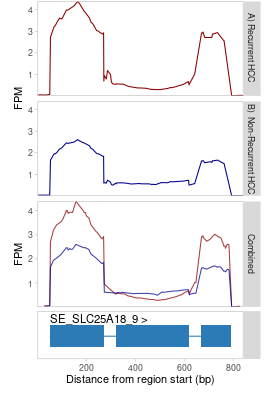 4
3
2
1
A) Recurrent HCC
FPM
4
3
2
1
B) Non-Recurrent HCC
4
3
2
1
Combined
FPM
SE_SLC25A18_9 >
200 400 600 800
Distance from region start (bp)